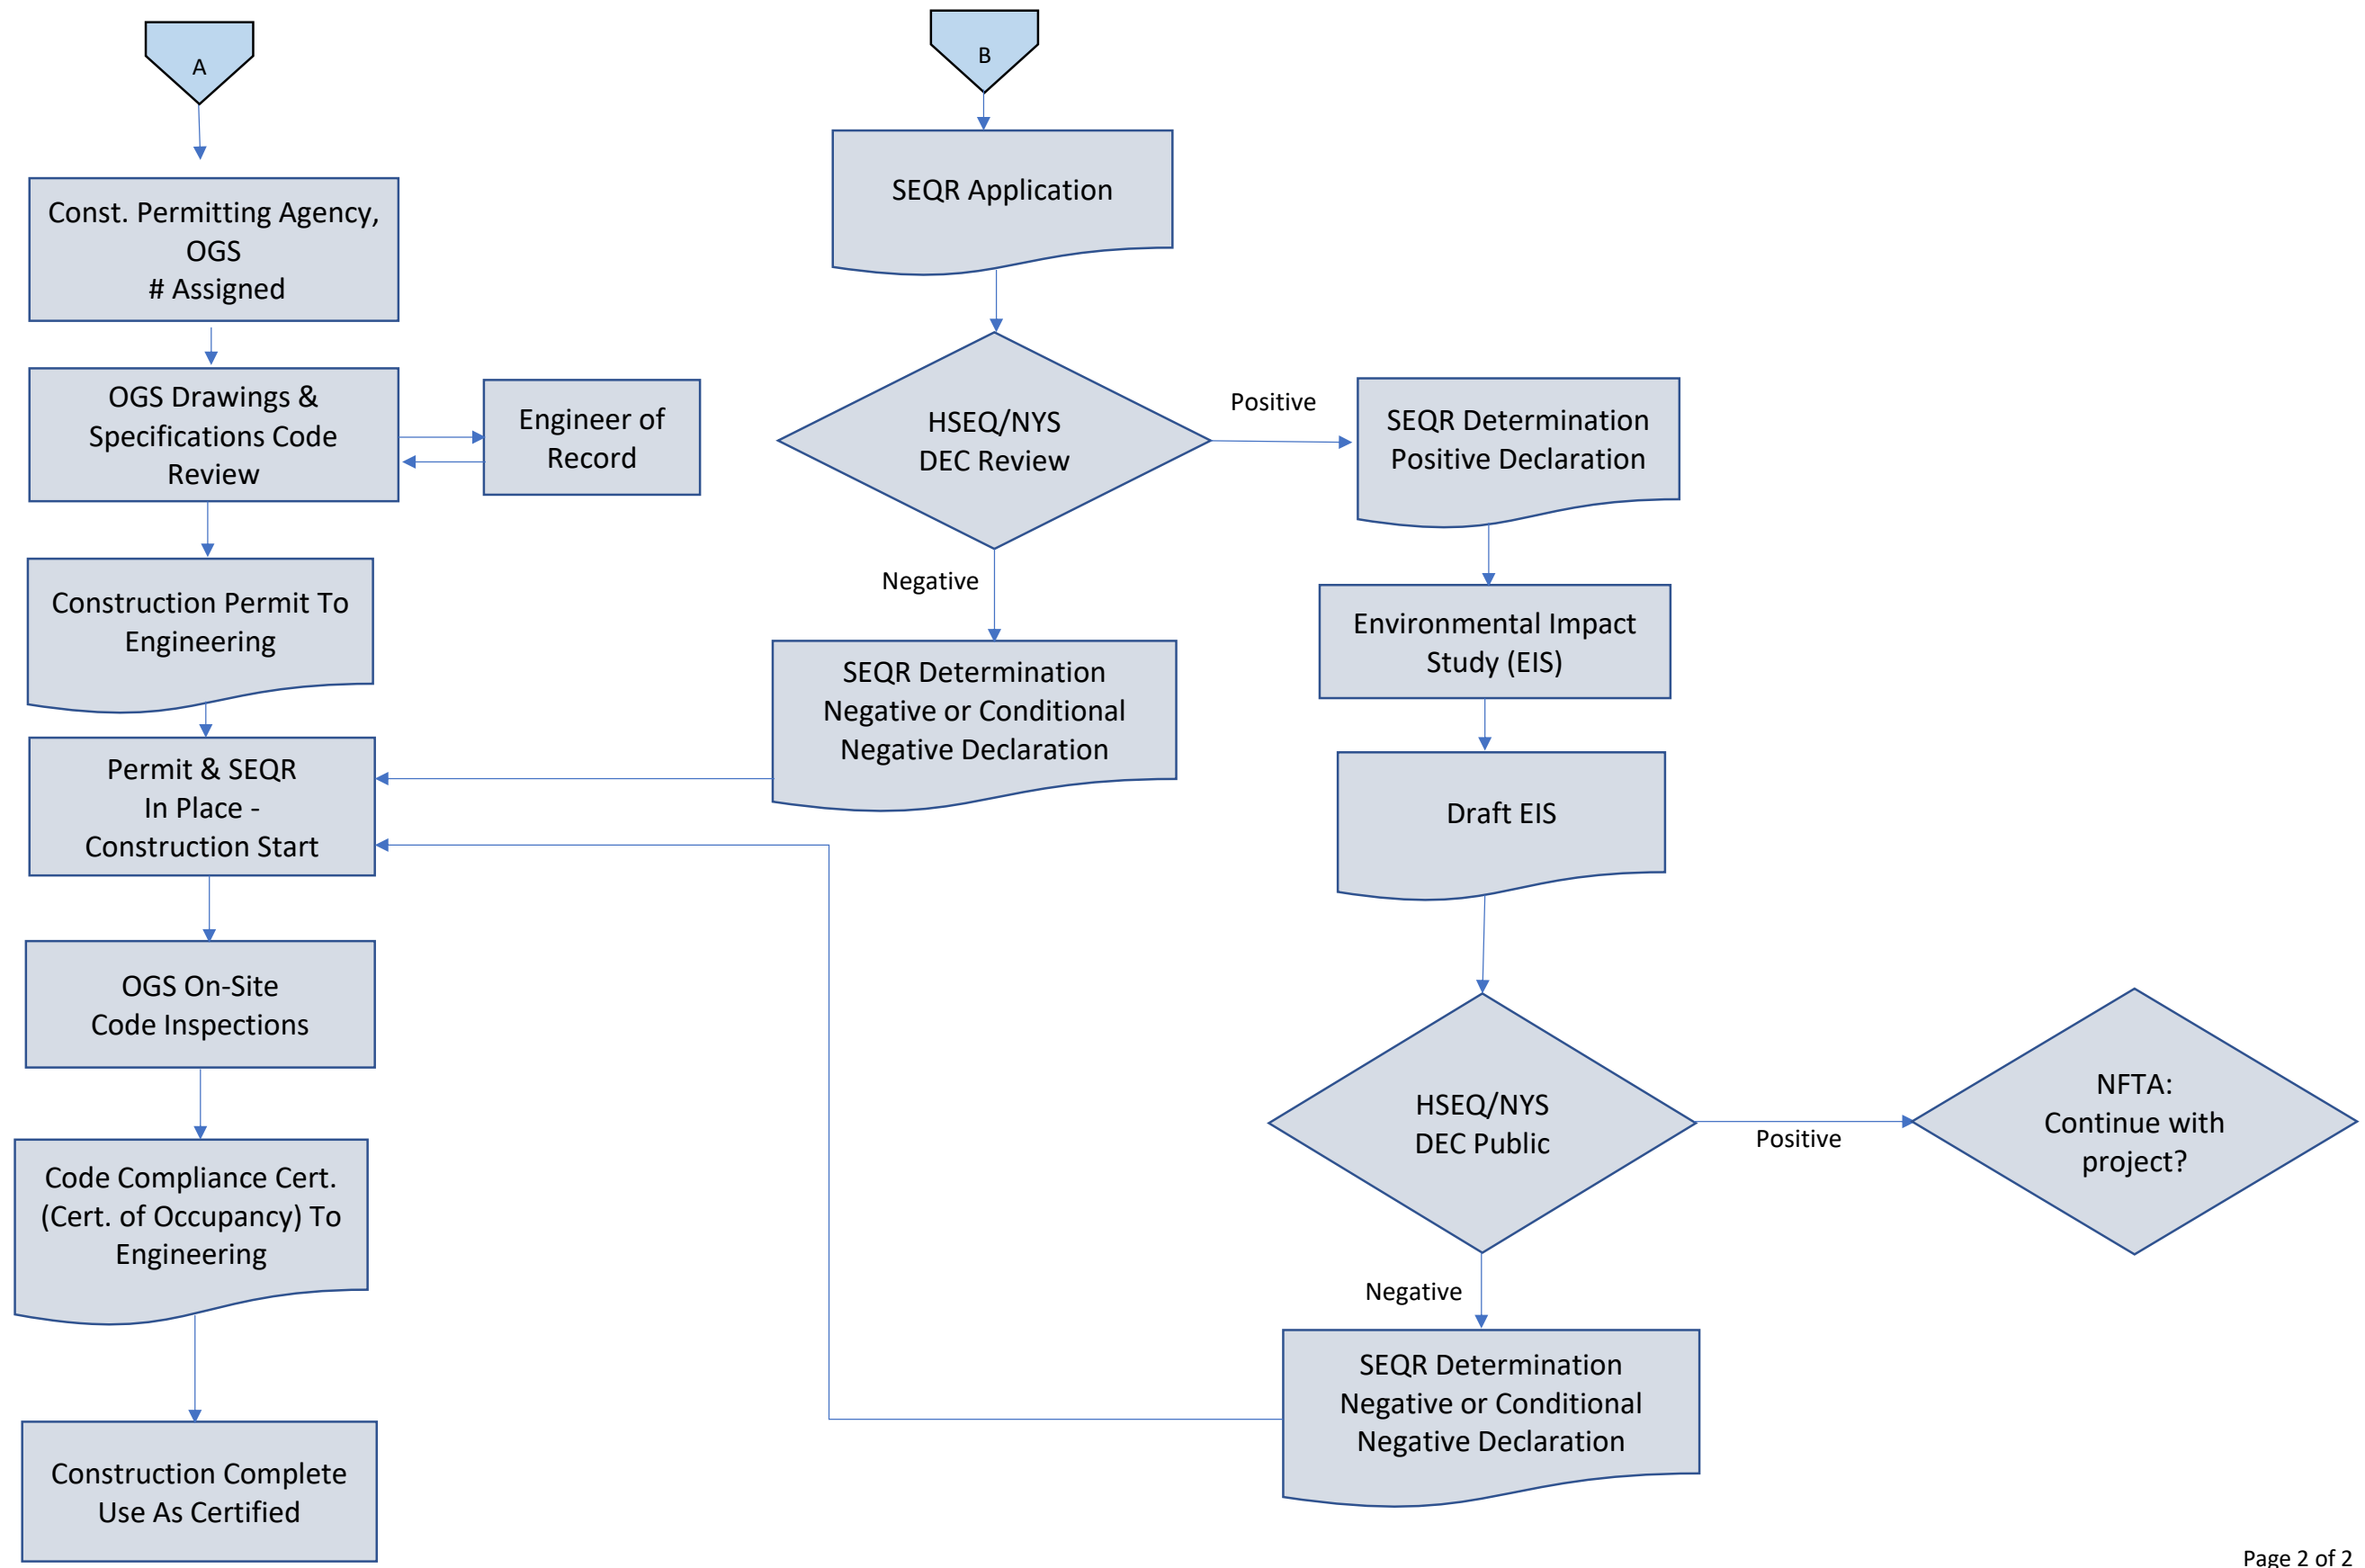 A
Const. Permitting Agency,
OGS
# Assigned
OGS Drawings &
Specifications Code
Review
Engineer of
Record
Construction Permit To
Engineering
Permit & SEQR
In Place -
Construction Start
OGS On-Site
Code Inspections
Code Compliance Cert.
(Cert. of Occupancy) To
Engineering
Construction Complete
Use As Certified
B
SEQR Application
HSEQ/NYS
DEC Review
Positive
SEQR Determination
Positive Declaration
Negative
SEQR Determination
Negative or Conditional
Negative Declaration
Environmental Impact
Study (EIS)
Draft EIS
HSEQ/NYS
DEC Public
Positive
NFTA:
Continue with
project?
Negative
SEQR Determination
Negative or Conditional
Negative Declaration
Page 2 of 2